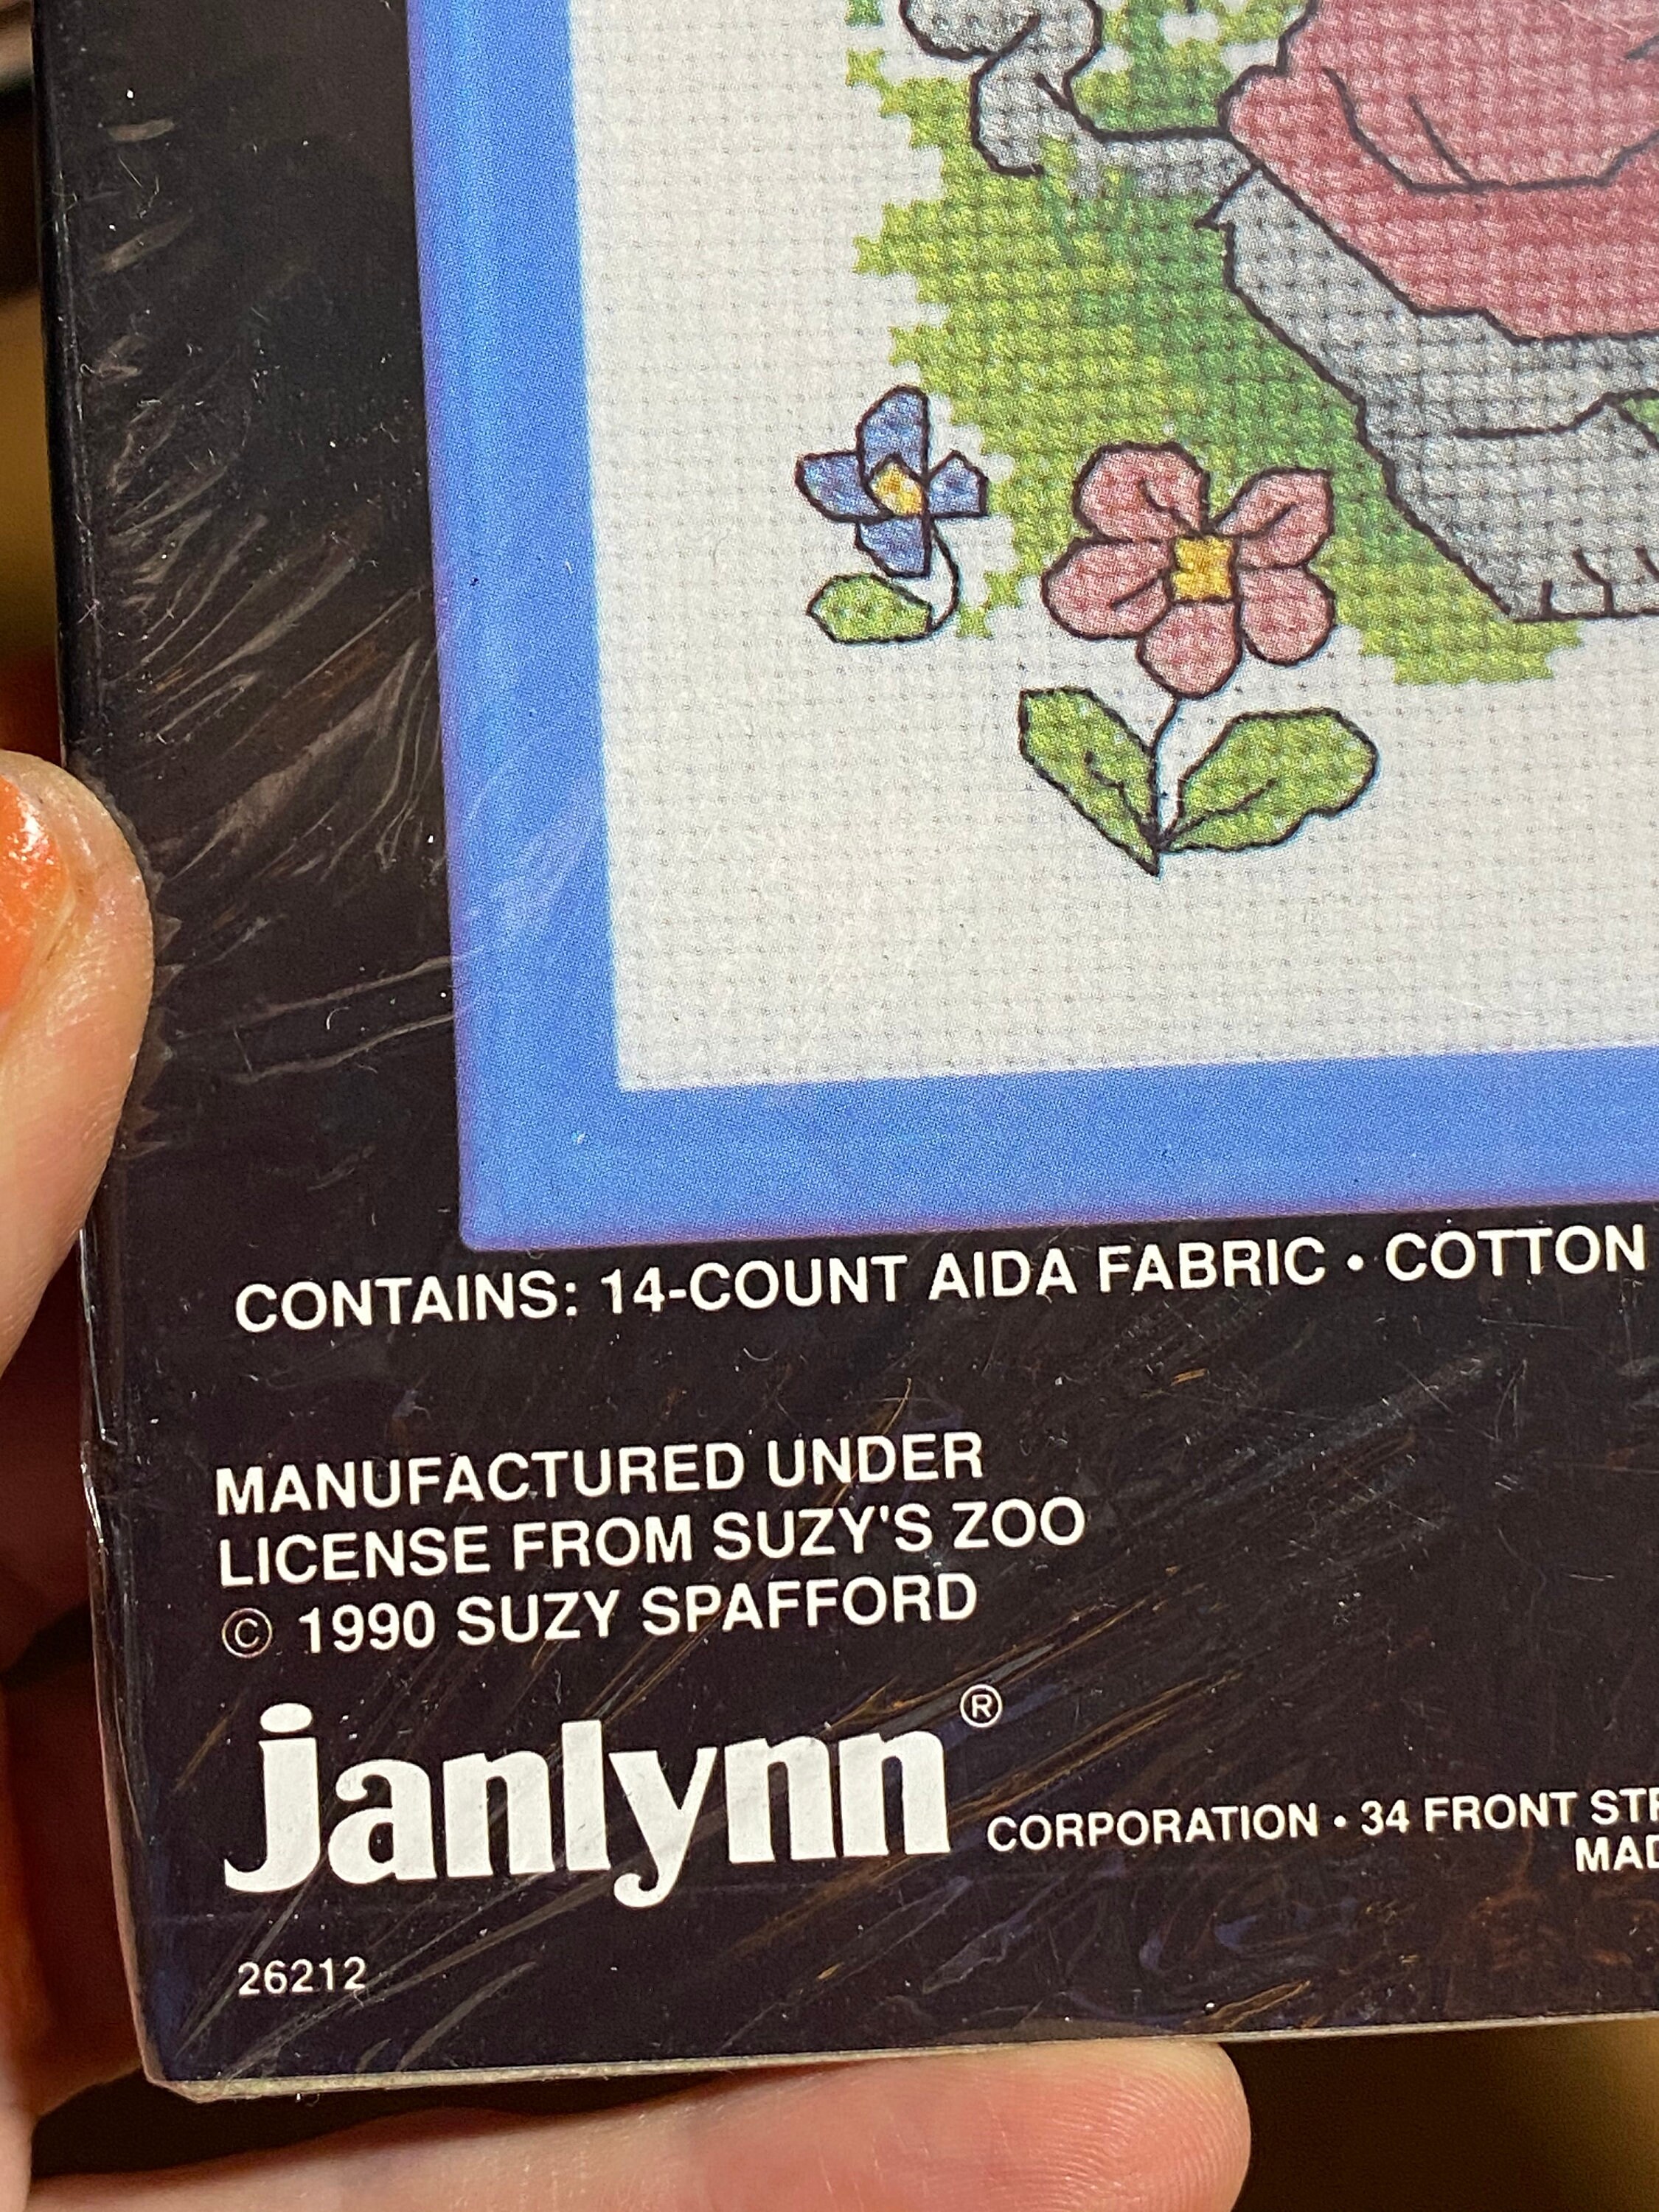 CONTAINS: 14-COUNT AIDA FABRIC • COTTON
MANUFACTURED UNDER
LICENSE FROM SUZY'S ZOO
© 1990 SUZY SPAFFORD
janlynn®
CORPORATION • 34 FRONT
26212